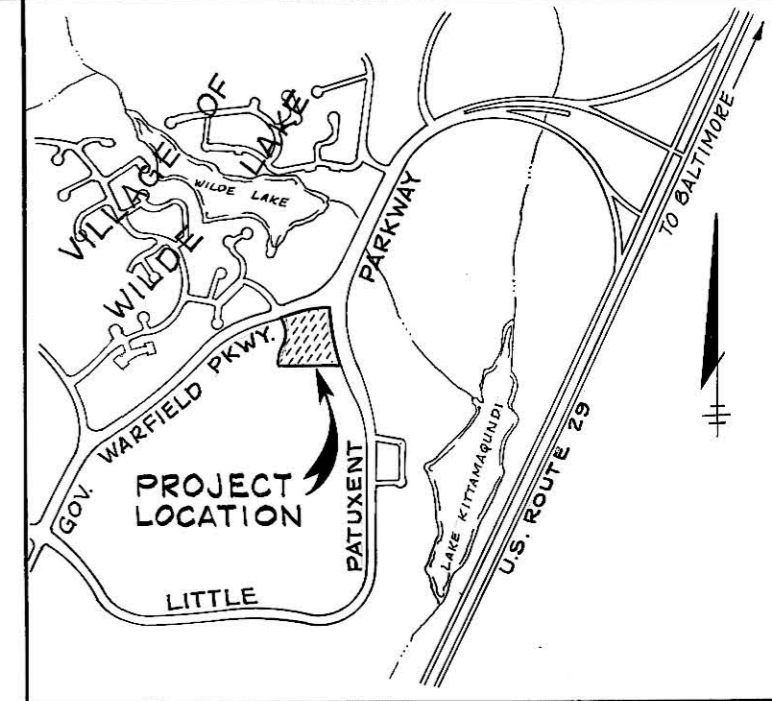 VILLAGE OF
WILDE LAKE
WILDE LAKE
PARKWAY
TO BALTIMORE
GOV. WARFIELD PKWY.
PROJECT
LOCATION
LITTLE
PATUXENT
LAKE KITTAMAQUNDI
U.S. ROUTE 29